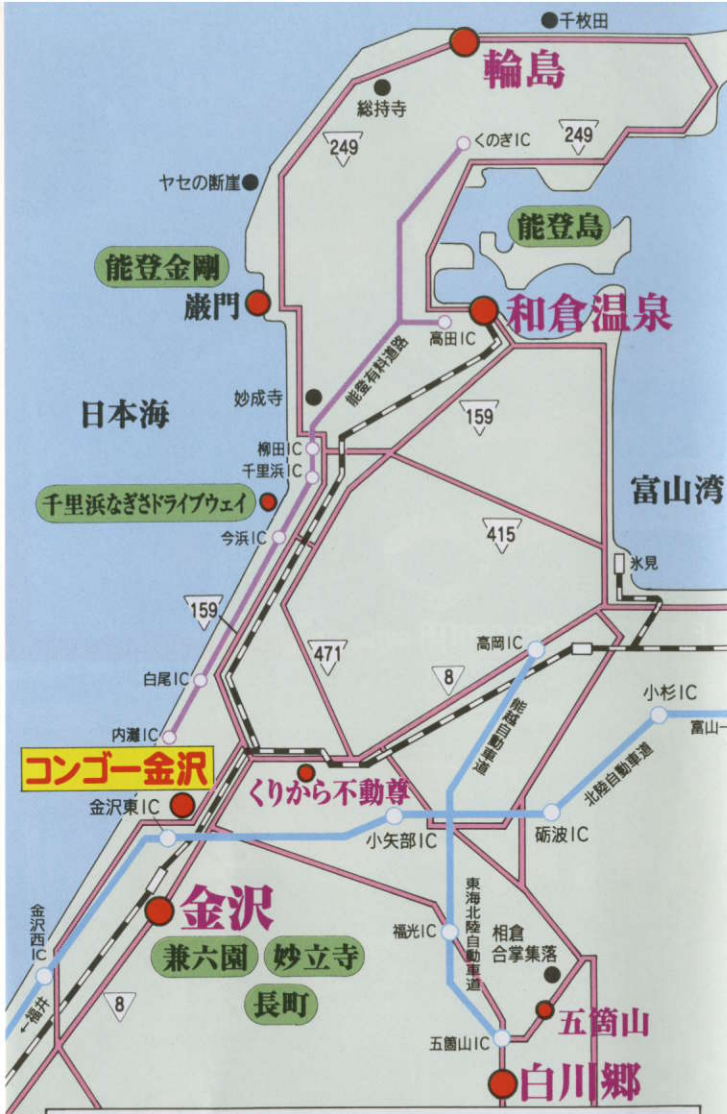 千枚田
輪島
総持寺
249
くのぎIC
249
ヤセの断崖
能登島
能登金剛
巌門
和倉温泉
高田IC
能登有料道路
妙成寺
日本海
159
柳田IC
千里浜IC
富山湾
千里浜なぎさドライブウェイ
415
今浜IC
氷見
159
471
高岡IC
8
白尾IC
小杉IC
能越自動車道
富山一
内灘IC
北陸自動車道
コンゴー金沢
くりから不動尊
金沢東IC
小矢部IC
砺波IC
東海北陸自動車道
金沢西IC
金沢
福光IC
相倉
合掌集落
兼六園
妙立寺
長町
8
←福井
五箇山
五箇山IC
白川郷